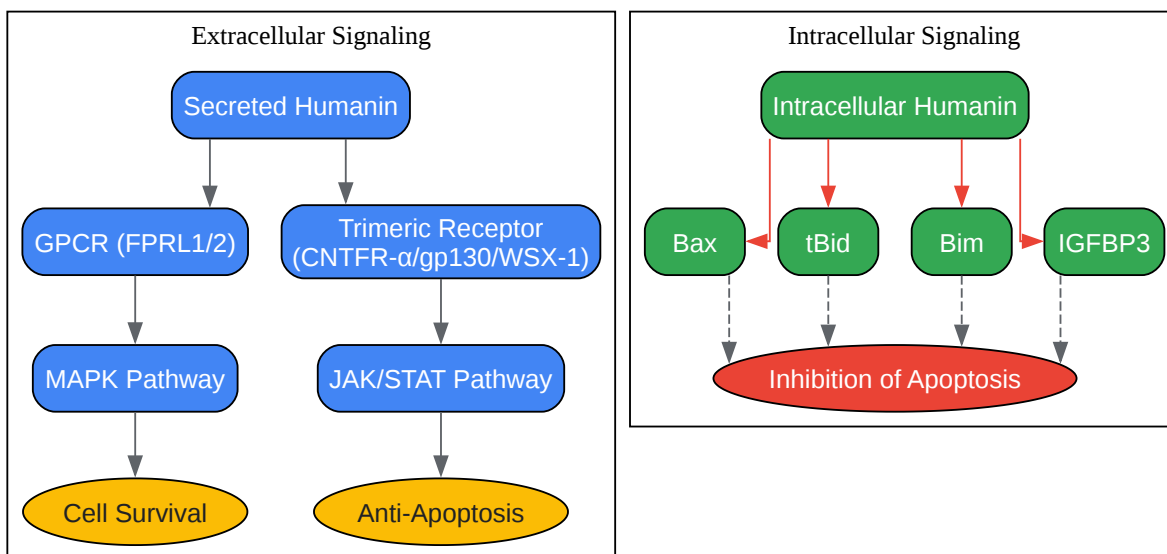 Extracellular Signaling
Secreted Humanin
GPCR (FPRL1/2)
Trimeric Receptor
(CNTFR-α/gp130/WSX-1)
MAPK Pathway
JAK/STAT Pathway
Cell Survival
Anti-Apoptosis
Intracellular Signaling
Intracellular Humanin
Bax
tBid
Bim
IGFBP3
Inhibition of Apoptosis